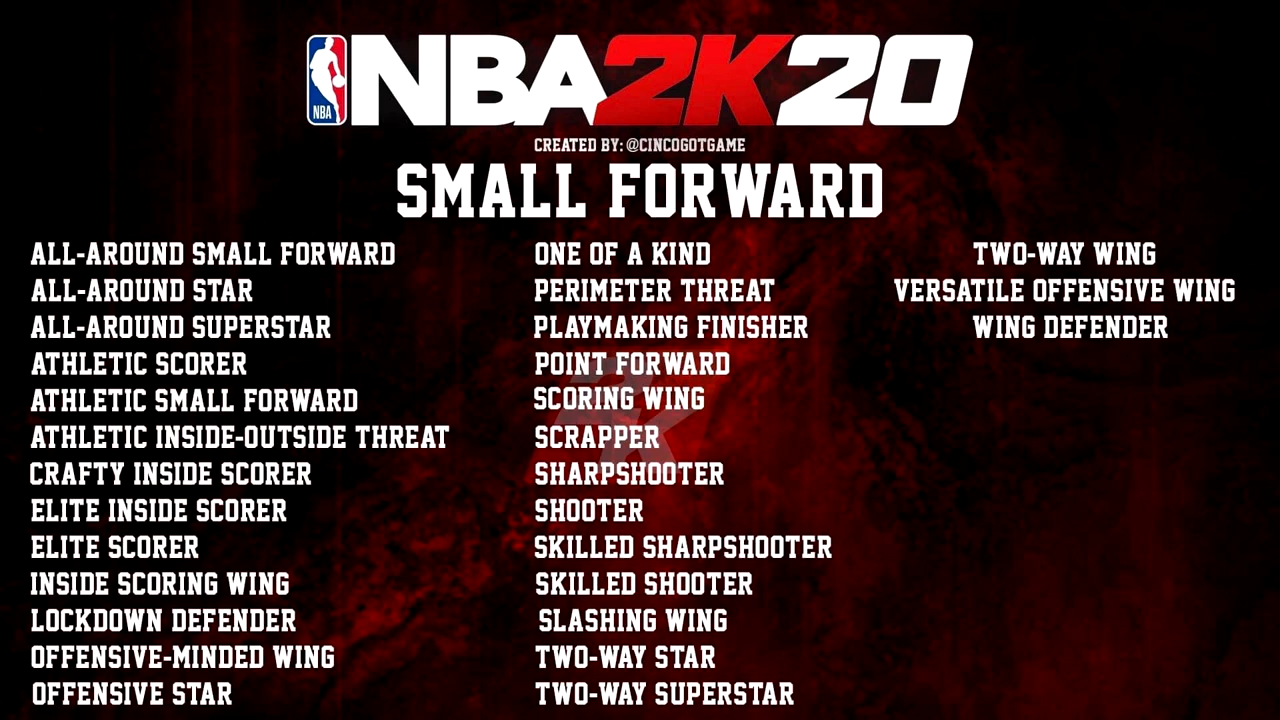 NBA NBA2K20
CREATED BY: @CINCOGOTGAME
SMALL FORWARD
ALL-AROUND SMALL FORWARD
ALL-AROUND STAR
ALL-AROUND SUPERSTAR
ATHLETIC SCORER
ATHLETIC SMALL FORWARD
ATHLETIC INSIDE-OUTSIDE THREAT
CRAFTY INSIDE SCORER
ELITE INSIDE SCORER
ELITE SCORER
INSIDE SCORING WING
LOCKDOWN DEFENDER
OFFENSIVE-MINDED WING
OFFENSIVE STAR
ONE OF A KIND
PERIMETER THREAT
PLAYMAKING FINISHER
POINT FORWARD
SCORING WING
SCRAPPER
SHARPSHOOTER
SHOOTER
SKILLED SHARPSHOOTER
SKILLED SHOOTER
SLASHING WING
TWO-WAY STAR
TWO-WAY SUPERSTAR
TWO-WAY WING
VERSATILE OFFENSIVE WING
WING DEFENDER
2K